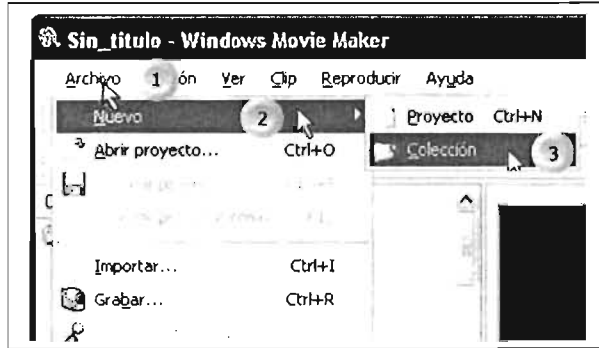 Sin_titulo - Windows Movie Maker
Archivo 1 ón Ver Clip Reproducir Ayuda
Nuevo 2
Proyecto Ctrl+N
Colección 3
Abrir proyecto... Ctrl+O
Importar... Ctrl+I
Grabar... Ctrl+R